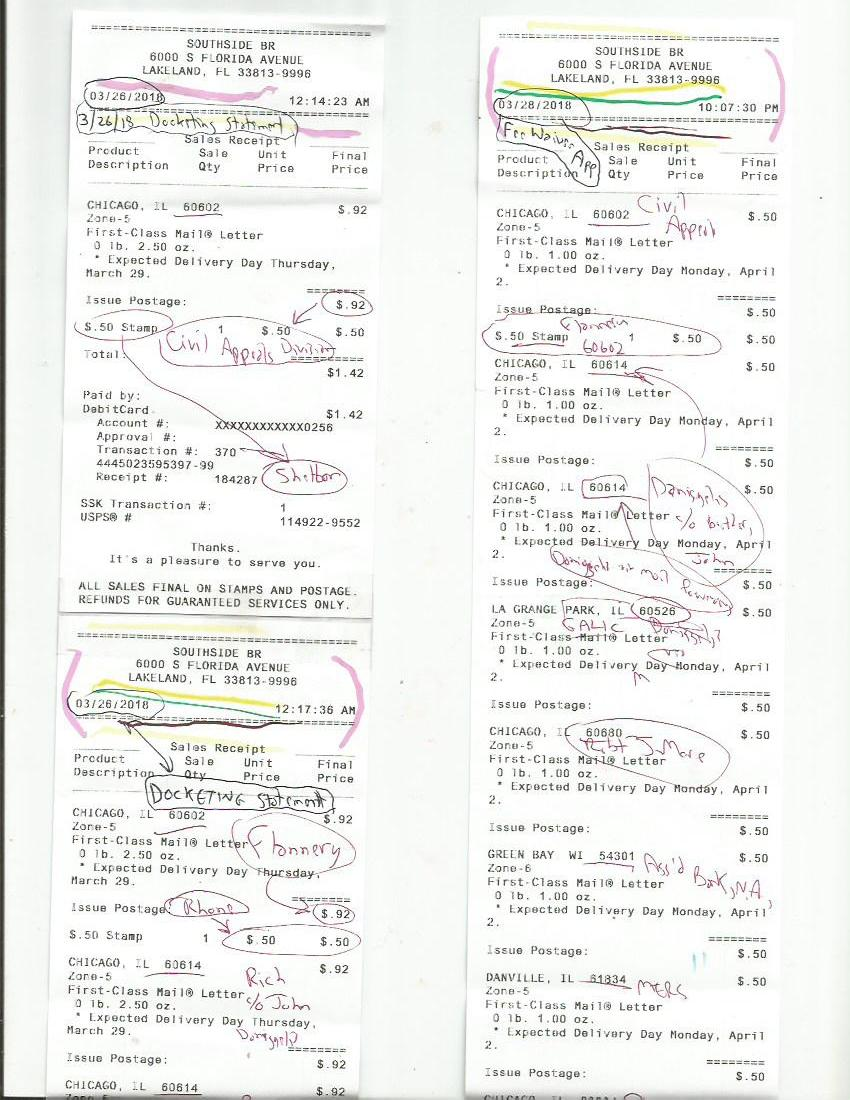 SOUTHSIDE BR
6000 S FLORIDA AVENUE
LAKELAND, FL 33813-9996
03/26/2018 12:14:23 AM
3/26/18 Docketing Statement
Sales Receipt
Product Sale Unit Final
Description Qty Price Price
CHICAGO, IL 60602 $.92
Zone-5
First-Class Mail® Letter
0 lb. 2.50 oz.
* Expected Delivery Day Thursday,
March 29.
========
Issue Postage: $.92
$.50 Stamp 1 $.50 $.50
Civil Appeals Division
========
Total: $1.42
Paid by:
DebitCard $1.42
Account #: XXXXXXXXXXXX0256
Approval #:
Transaction #: 370
4445023595397-99
Receipt #: 184287
Shelton
SSK Transaction #: 1
USPS® # 114922-9552
Thanks.
It's a pleasure to serve you.
ALL SALES FINAL ON STAMPS AND POSTAGE.
REFUNDS FOR GUARANTEED SERVICES ONLY.
SOUTHSIDE BR
6000 S FLORIDA AVENUE
LAKELAND, FL 33813-9996
03/26/2018 12:17:36 AM
Sales Receipt
Product Sale Unit Final
Description Qty Price Price
DOCKETING Statement
CHICAGO, IL 60602 $.92
Zone-5
First-Class Mail® Letter Flannery
0 lb. 2.50 oz.
* Expected Delivery Day Thursday,
March 29.
========
Issue Postage: Rhone $.92
$.50 Stamp 1 $.50 $.50
CHICAGO, IL 60614 $.92
Zone-5 Rich
First-Class Mail® Letter c/o John
0 lb. 2.50 oz.
* Expected Delivery Day Thursday,
March 29.
========
Issue Postage: $.92
CHICAGO, IL 60614 $.92
SOUTHSIDE BR
6000 S FLORIDA AVENUE
LAKELAND, FL 33813-9996
03/28/2018 10:07:30 PM
Fee Waiver App
Sales Receipt
Product Sale Unit Final
Description Qty Price Price
CHICAGO, IL 60602 Civil Appeal $.50
Zone-5
First-Class Mail® Letter
0 lb. 1.00 oz.
* Expected Delivery Day Monday, April
2.
========
Issue Postage: $.50
$.50 Stamp 1 $.50 $.50
60602
CHICAGO, IL 60614 $.50
Zone-5
First-Class Mail® Letter
0 lb. 1.00 oz.
* Expected Delivery Day Monday, April
2.
========
Issue Postage: $.50
CHICAGO, IL 60614 $.50
Zone-5
First-Class Mail® Letter c/o
0 lb. 1.00 oz.
* Expected Delivery Day Monday, April
2. John
========
Issue Postage: $.50
LA GRANGE PARK, IL 60526 $.50
Zone-5 GALIC
First-Class Mail® Letter
0 lb. 1.00 oz.
* Expected Delivery Day Monday, April
2.
========
Issue Postage: $.50
CHICAGO, IL 60680 $.50
Zone-5
First-Class Mail® Letter
0 lb. 1.00 oz.
* Expected Delivery Day Monday, April
2.
========
Issue Postage: $.50
GREEN BAY WI 54301 Ass'd Bank, N.A, $.50
Zone-6
First-Class Mail® Letter
0 lb. 1.00 oz.
* Expected Delivery Day Monday, April
2.
========
Issue Postage: $.50
DANVILLE, IL 61834 MERS $.50
Zone-5
First-Class Mail® Letter
0 lb. 1.00 oz.
* Expected Delivery Day Monday, April
2.
========
Issue Postage: $.50